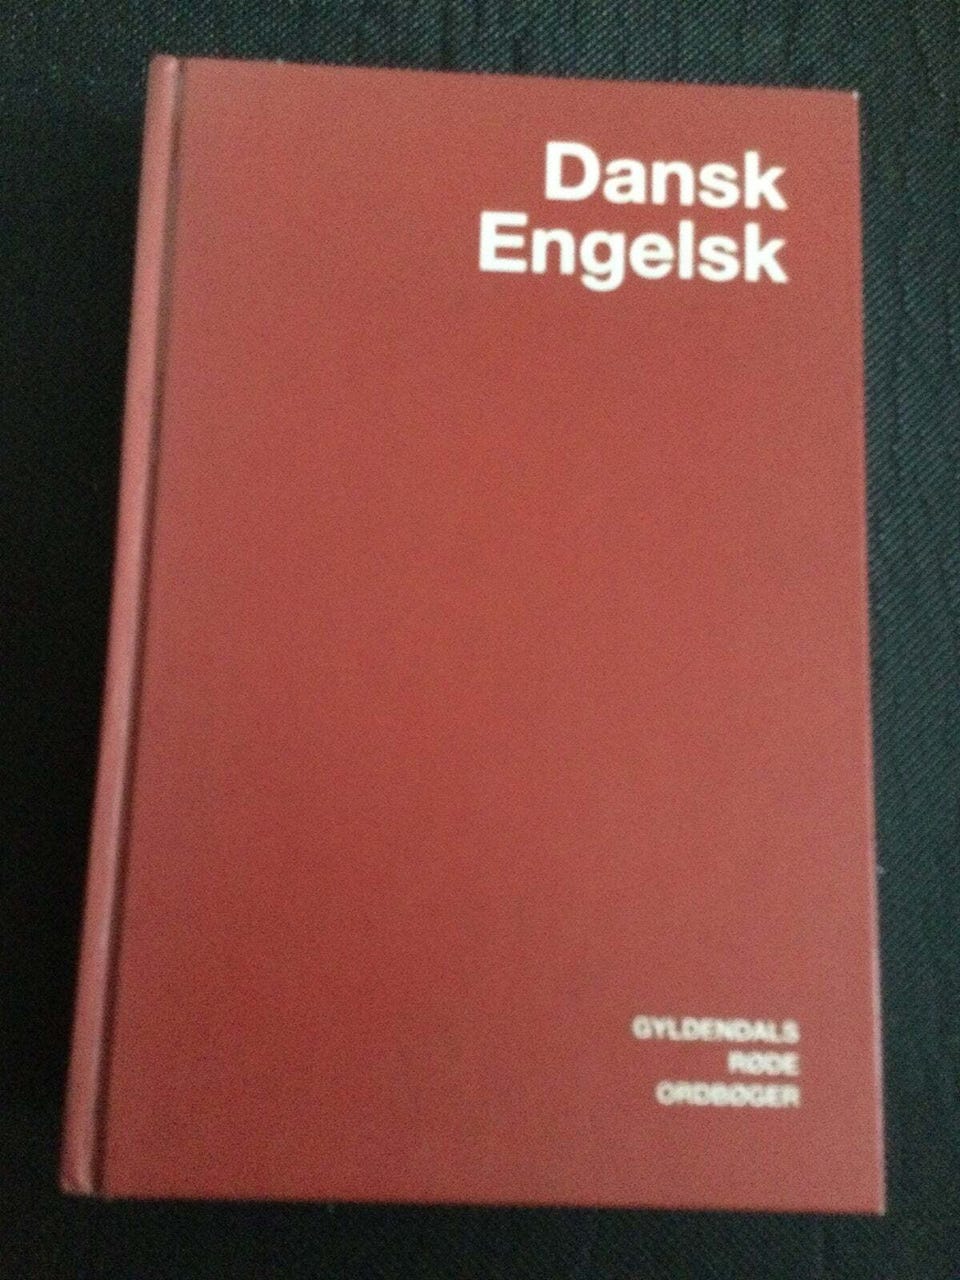 Dansk
Engelsk
GYLDENDALS
RØDE
ORDBØGER